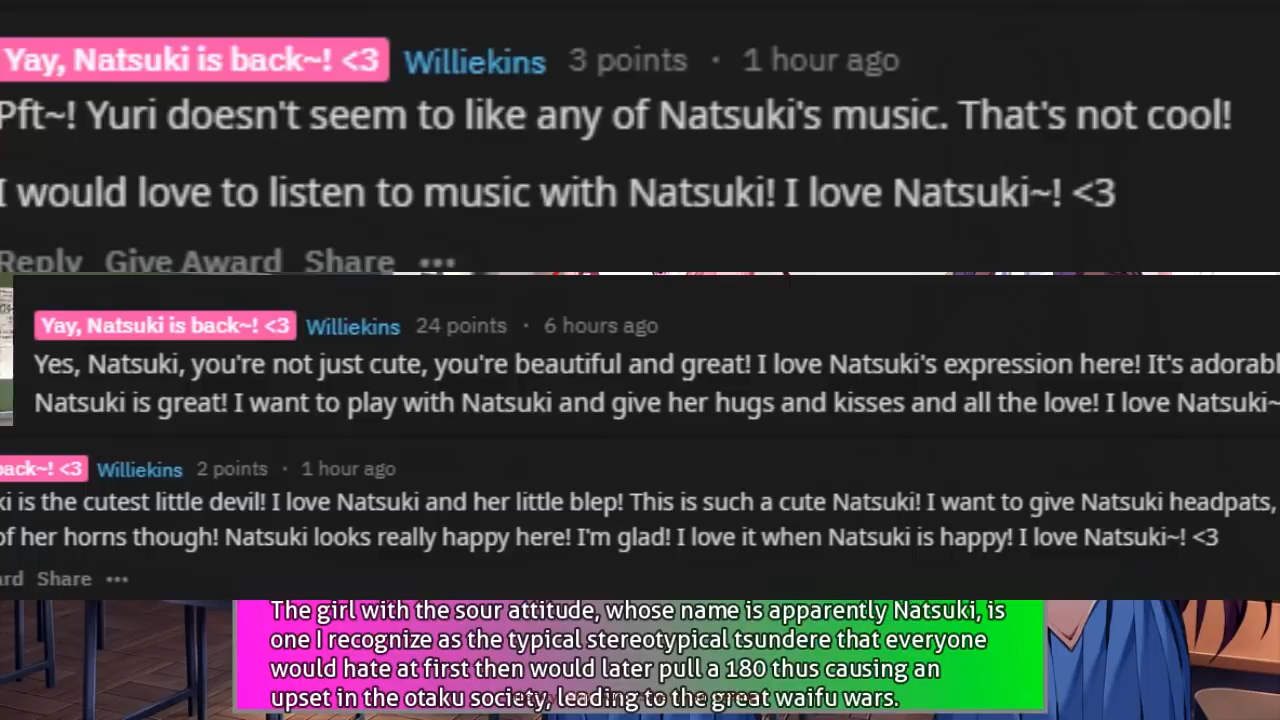 Yay, Natsuki is back~! <3 Williekins 3 points · 1 hour ago
Pft~! Yuri doesn't seem to like any of Natsuki's music. That's not cool!
I would love to listen to music with Natsuki! I love Natsuki~! <3
Reply Give Award Share •••
Yay, Natsuki is back~! <3 Williekins 24 points · 6 hours ago
Yes, Natsuki, you're not just cute, you're beautiful and great! I love Natsuki's expression here! It's adorabl
Natsuki is great! I want to play with Natsuki and give her hugs and kisses and all the love! I love Natsuki~
back~! <3 Williekins 2 points · 1 hour ago
ki is the cutest little devil! I love Natsuki and her little blep! This is such a cute Natsuki! I want to give Natsuki headpats,
of her horns though! Natsuki looks really happy here! I'm glad! I love it when Natsuki is happy! I love Natsuki~! <3
ard Share •••
The girl with the sour attitude, whose name is apparently Natsuki, is
one I recognize as the typical stereotypical tsundere that everyone
would hate at first then would later pull a 180 thus causing an
upset in the otaku society, leading to the great waifu wars.